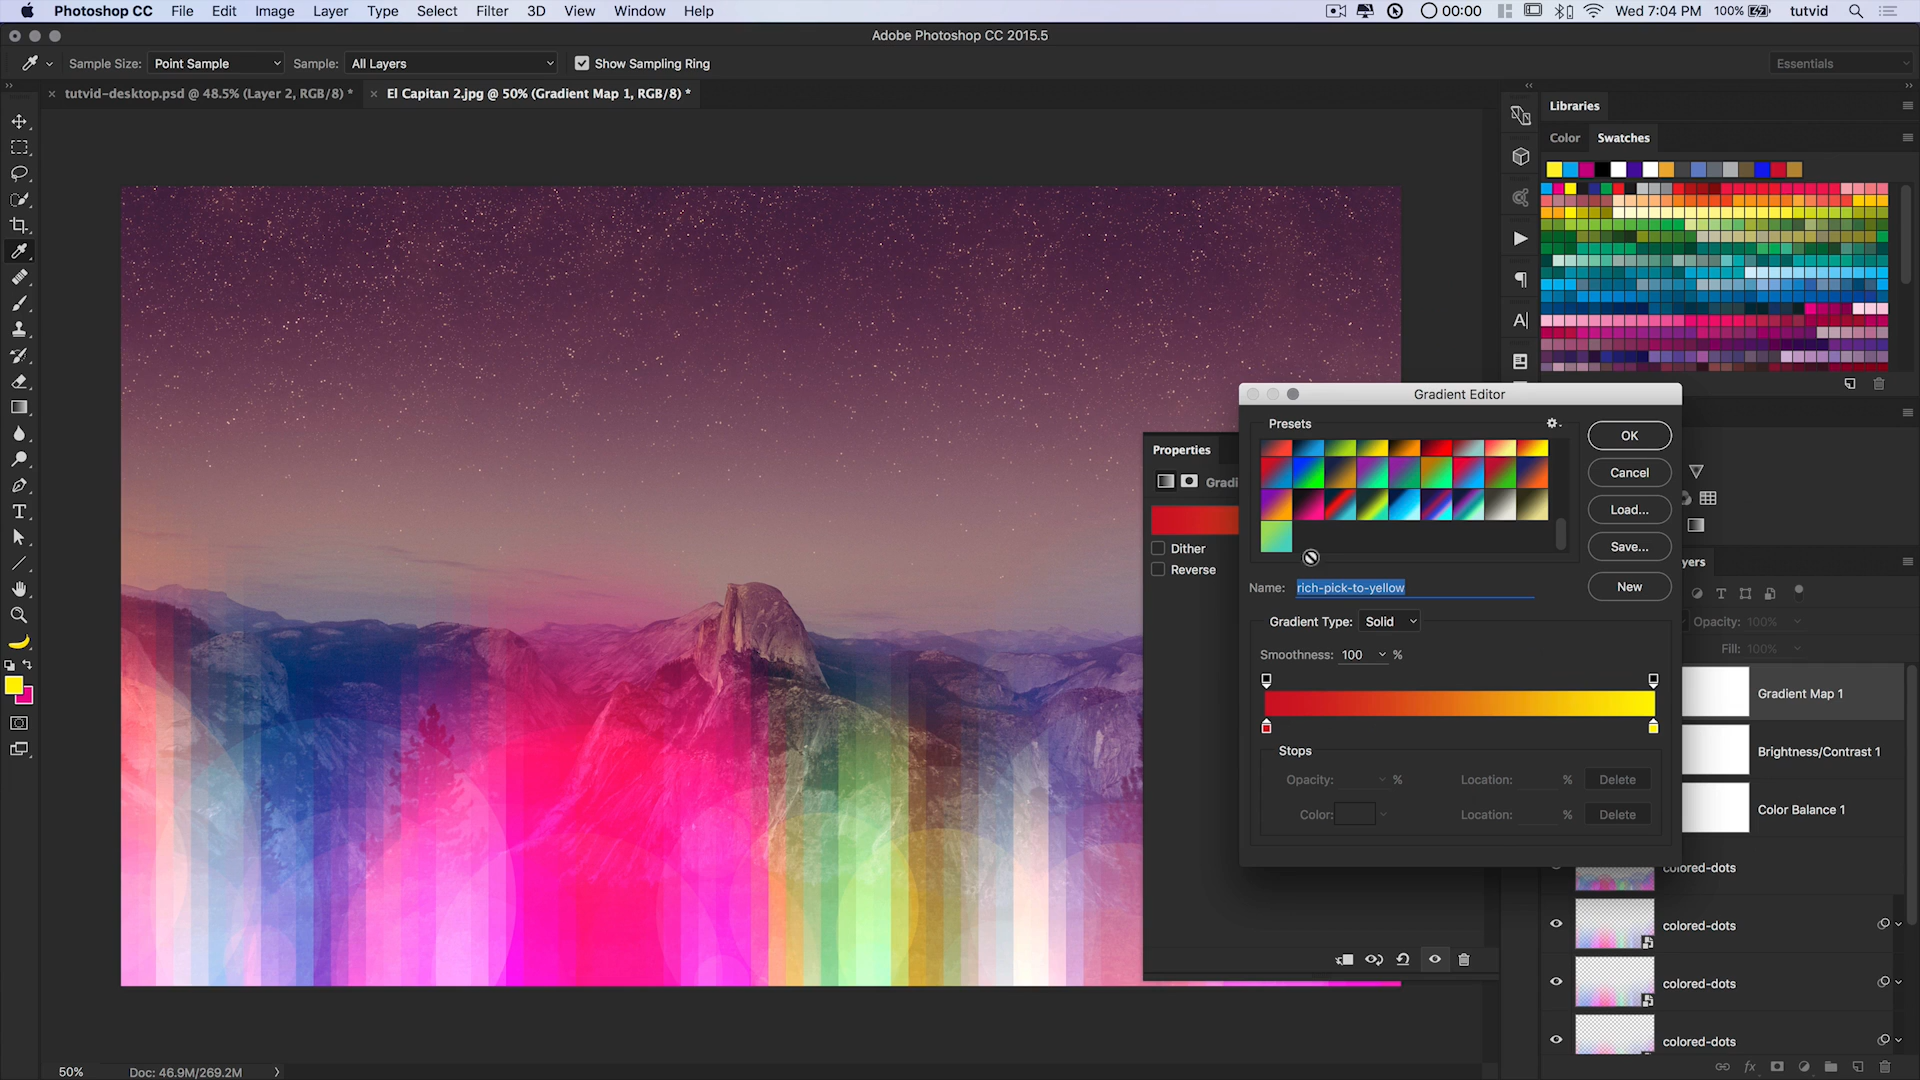 Photoshop CC File Edit Image Layer Type Select Filter 3D View Window Help 00:00 Wed 7:04 PM 100% tutvid
Adobe Photoshop CC 2015.5
Sample Size: Point Sample Sample: All Layers Show Sampling Ring Essentials
tutvid-desktop.psd @ 48.5% (Layer 2, RGB/8) * El Capitan 2.jpg @ 50% (Gradient Map 1, RGB/8) *
Libraries
Color Swatches
Gradient Editor
Presets
OK
Properties
Cancel
Gradi
Load...
Save...
Dither
Reverse
Name: rich-pick-to-yellow
New
yers
Gradient Type: Solid
Opacity: 100%
Smoothness: 100 %
Fill: 100%
Gradient Map 1
Stops
Brightness/Contrast 1
Opacity: % Location: % Delete
Color: Location: % Delete
Color Balance 1
colored-dots
colored-dots
colored-dots
colored-dots
50% Doc: 46.9M/269.2M